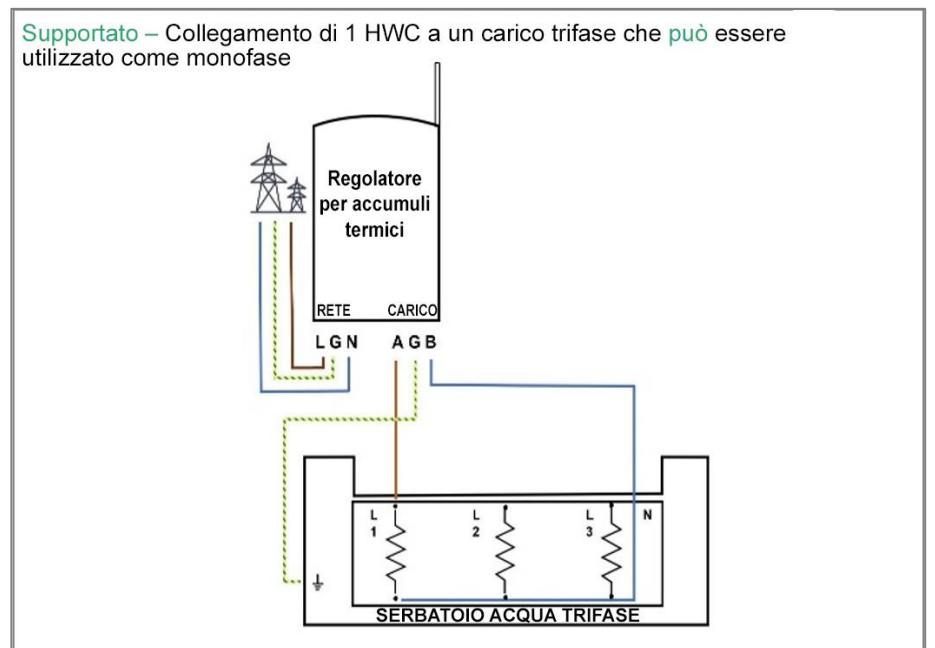 Supportato – Collegamento di 1 HWC a un carico trifase che può essere
utilizzato come monofase
Regolatore
per accumuli
termici
RETE CARICO
L G N A G B
L L L N
1 2 3
SERBATOIO ACQUA TRIFASE